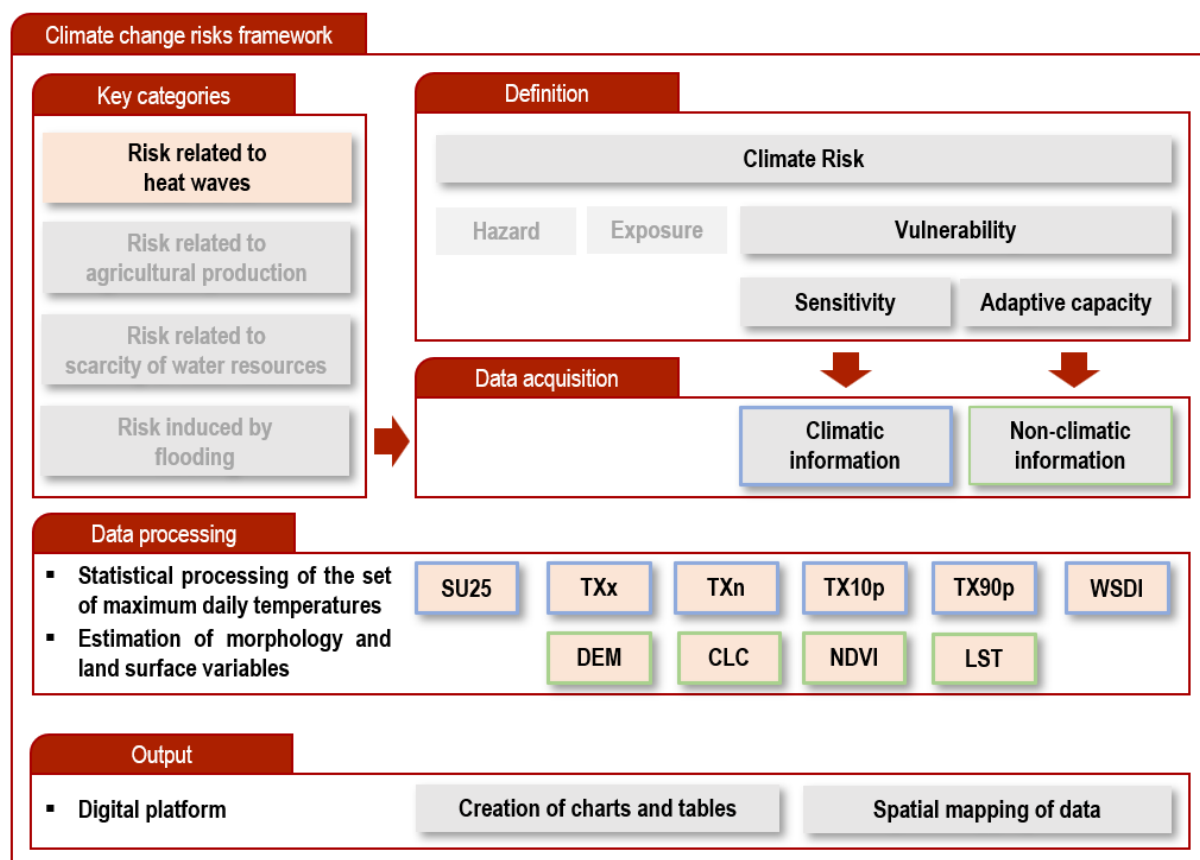 Climate change risks framework
Key categories
Risk related to
heat waves
Risk related to
agricultural production
Risk related to
scarcity of water resources
Risk induced by
flooding
Definition
Climate Risk
Hazard
Exposure
Vulnerability
Sensitivity
Adaptive capacity
Data acquisition
Climatic
information
Non-climatic
information
Data processing
▪ Statistical processing of the set
of maximum daily temperatures
▪ Estimation of morphology and
land surface variables
SU25
TXx
TXn
TX10p
TX90p
WSDI
DEM
CLC
NDVI
LST
Output
▪ Digital platform
Creation of charts and tables
Spatial mapping of data